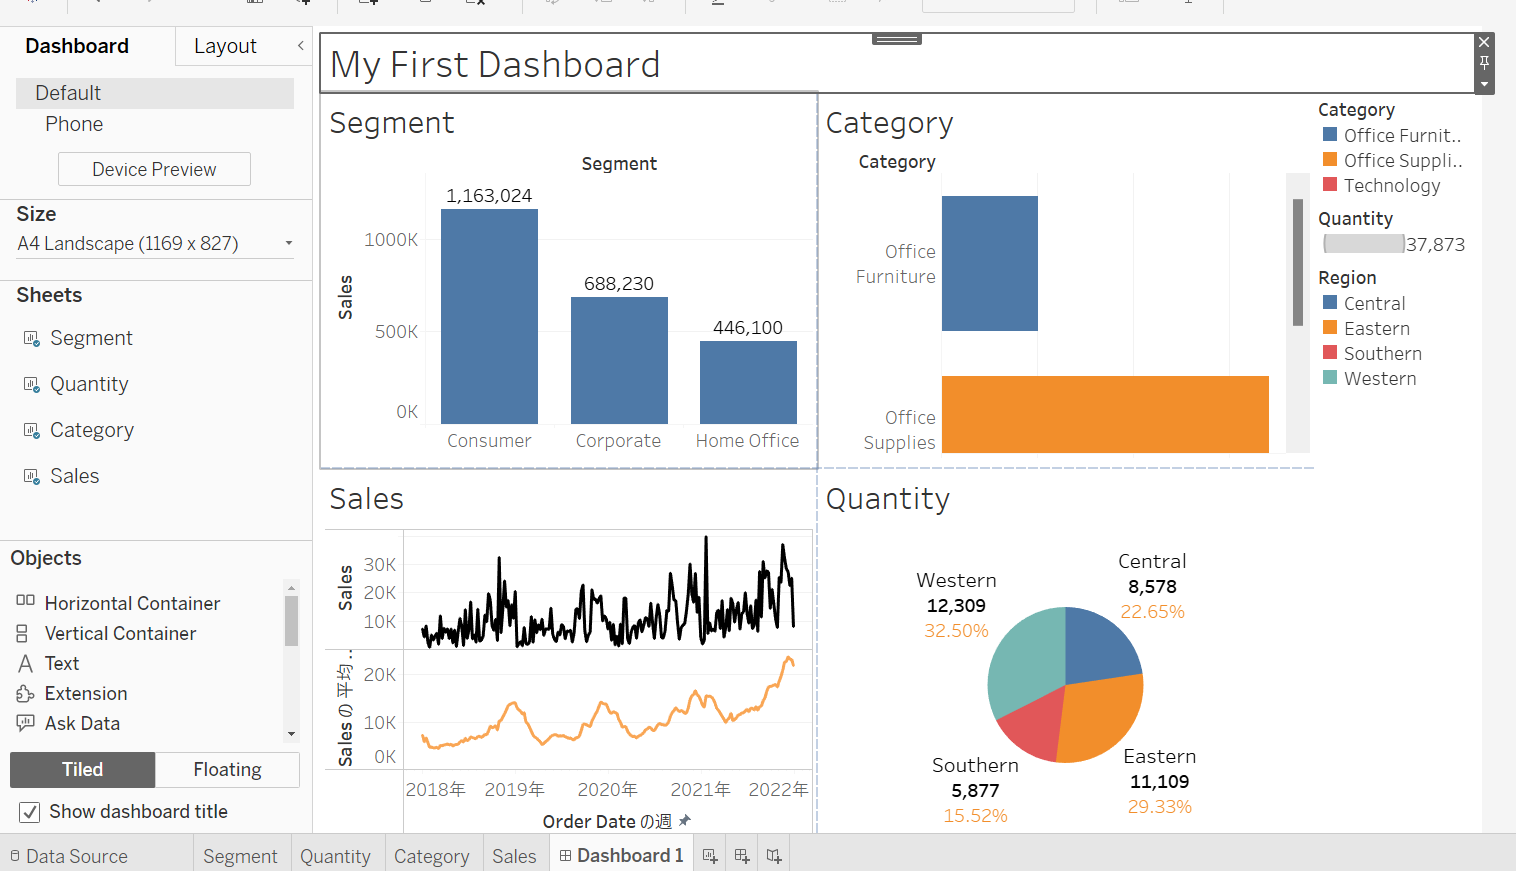 Dashboard
Layout
Default
Phone
Device Preview
Size
A4 Landscape (1169 x 827)
Sheets
Segment
Quantity
Category
Sales
Objects
Horizontal Container
Vertical Container
Text
Extension
Ask Data
Tiled
Floating
Show dashboard title
My First Dashboard
Segment
Segment
Sales
1000K
500K
0K
1,163,024
688,230
446,100
Consumer
Corporate
Home Office
Category
Category
Office
Furniture
Office
Supplies
Category
Office Furnit..
Office Suppli..
Technology
Quantity
37,873
Region
Central
Eastern
Southern
Western
Sales
Sales
30K
20K
10K
Sales の 平均..
20K
10K
0K
2018年
2019年
2020年
2021年
2022年
Order Date の週
Quantity
Central
8,578
22.65%
Western
12,309
32.50%
Southern
5,877
15.52%
Eastern
11,109
29.33%
Data Source
Segment
Quantity
Category
Sales
Dashboard 1